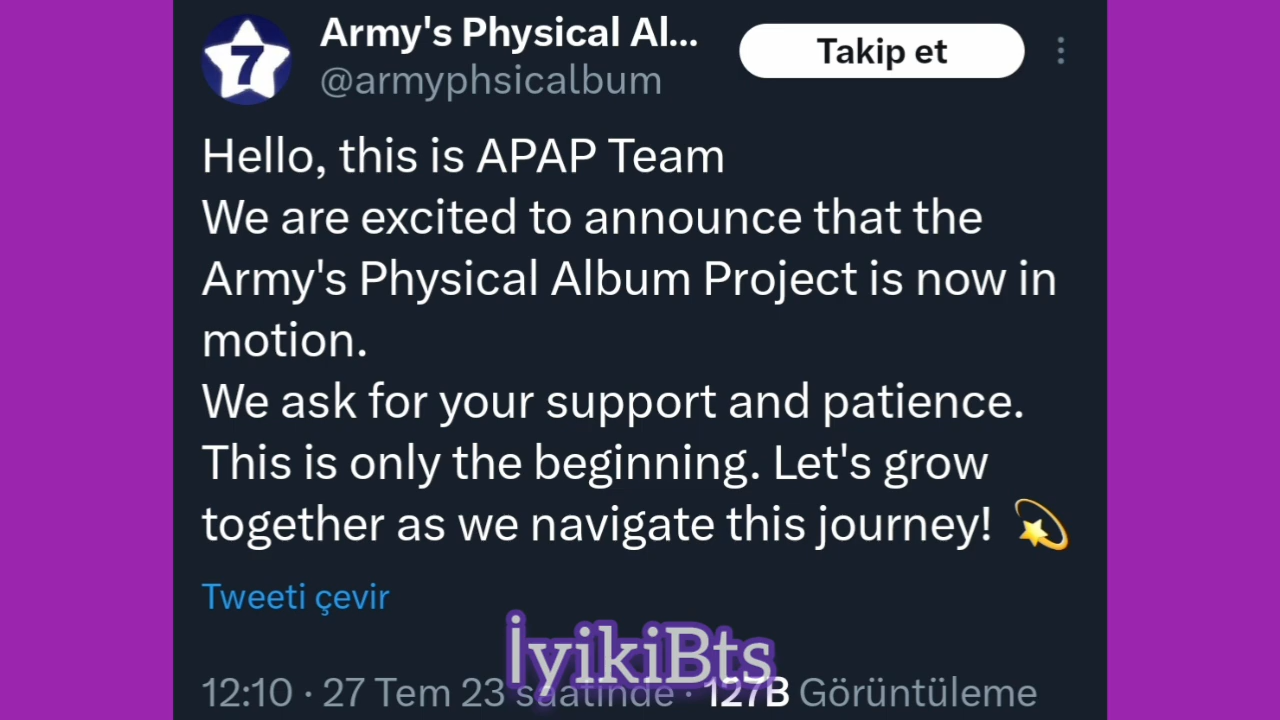 7
Army's Physical Al...
@armyphsicalbum
Takip et
Hello, this is APAP Team
We are excited to announce that the
Army's Physical Album Project is now in
motion.
We ask for your support and patience.
This is only the beginning. Let's grow
together as we navigate this journey! 💫
Tweeti çevir
İyikiBts
12:10 · 27 Tem 23 saatinde · 127B Görüntüleme